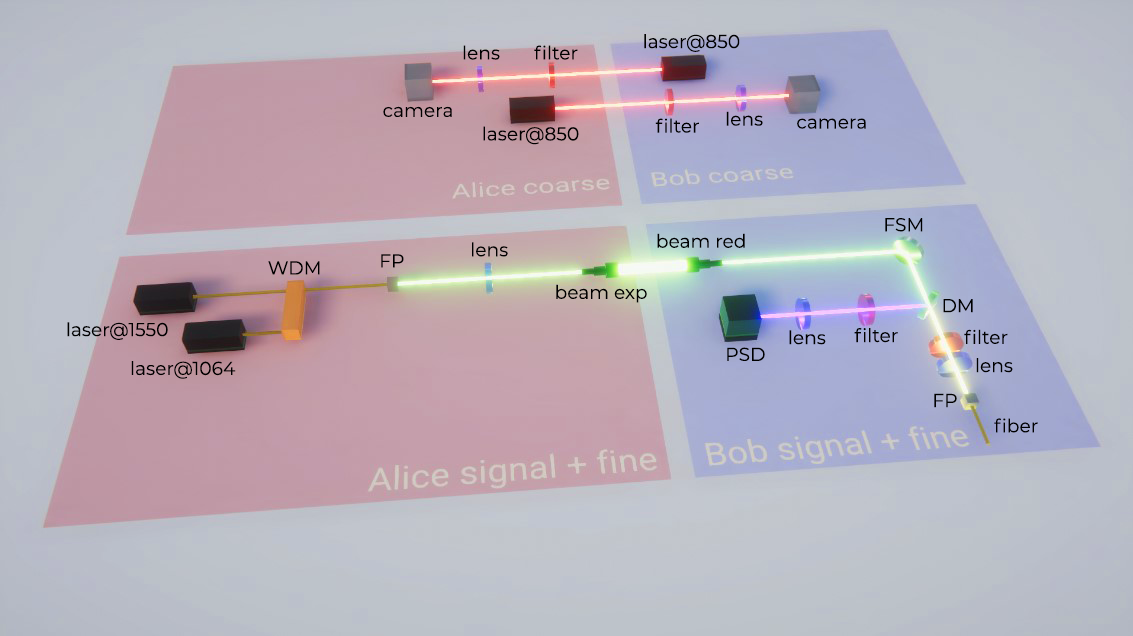 laser@850
lens
filter
camera
laser@850
filter
lens
camera
Alice coarse
Bob coarse
FSM
beam red
lens
FP
WDM
beam exp
laser@1550
laser@1064
DM
PSD
lens
filter
filter
lens
FP
fiber
Alice signal + fine
Bob signal + fine